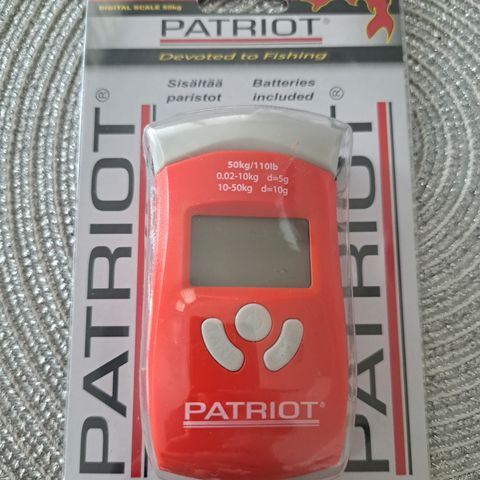 DIGITAL SCALE 50kg
PATRIOT®
Devoted to Fishing
Sisältää
paristot
Batteries
included
PATRIOT®
PATRIOT®
50kg/110lb
0.02-10kg d=5g
10-50kg d=10g
PATRIOT®